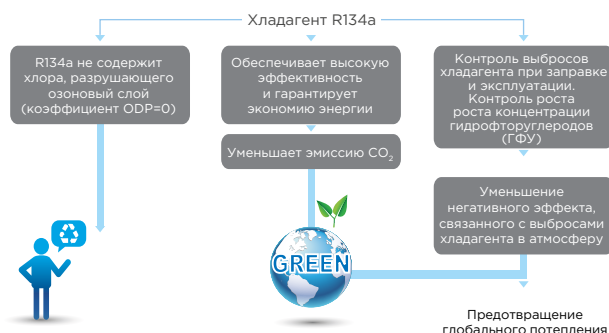 Хладагент R134a
R134a не содержит
хлора, разрушающего
озоновый слой
(коэффициент ODP=0)
Обеспечивает высокую
эффективность
и гарантирует
экономию энергии
Уменьшает эмиссию CO₂
Контроль выбросов
хладагента при заправке
и эксплуатации.
Контроль роста
роста концентрации
гидрофторуглеродов
(ГФУ)
Уменьшение
негативного эффекта,
связанного с выбросами
хладагента в атмосферу
GREEN
Предотвращение
глобального потепления